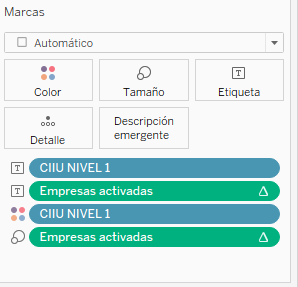 Marcas
Automático
Color
Tamaño
Etiqueta
Detalle
Descripción
emergente
CIIU NIVEL 1
Empresas activadas
CIIU NIVEL 1
Empresas activadas